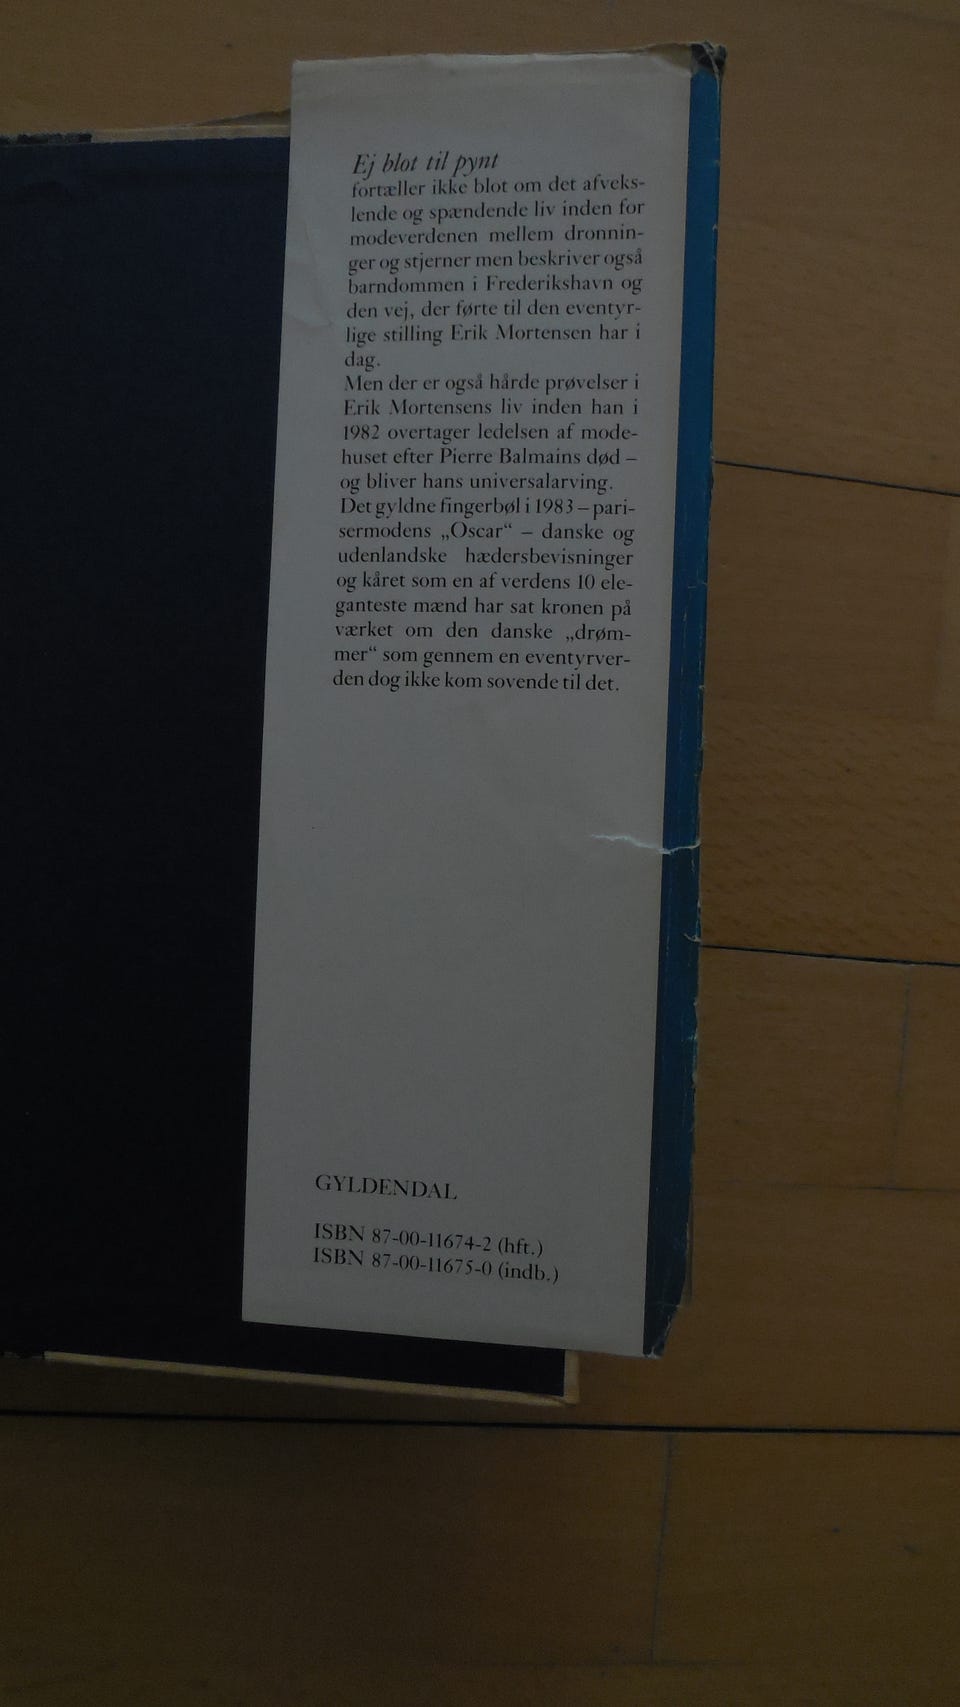 Ej blot til pynt
fortæller ikke blot om det afveks-
lende og spændende liv inden for
modeverdenen mellem dronnin-
ger og stjerner men beskriver også
barndommen i Frederikshavn og
den vej, der førte til den eventyr-
lige stilling Erik Mortensen har i
dag.
Men der er også hårde prøvelser i
Erik Mortensens liv inden han i
1982 overtager ledelsen af mode-
huset efter Pierre Balmains død –
og bliver hans universalarving.
Det gyldne fingerbøl i 1983 – pari-
sermodens „Oscar“ – danske og
udenlandske hædersbevisninger
og kåret som en af verdens 10 ele-
ganteste mænd har sat kronen på
værket om den danske „drøm-
mer“ som gennem en eventyrver-
den dog ikke kom sovende til det.
GYLDENDAL
ISBN 87-00-11674-2 (hft.)
ISBN 87-00-11675-0 (indb.)